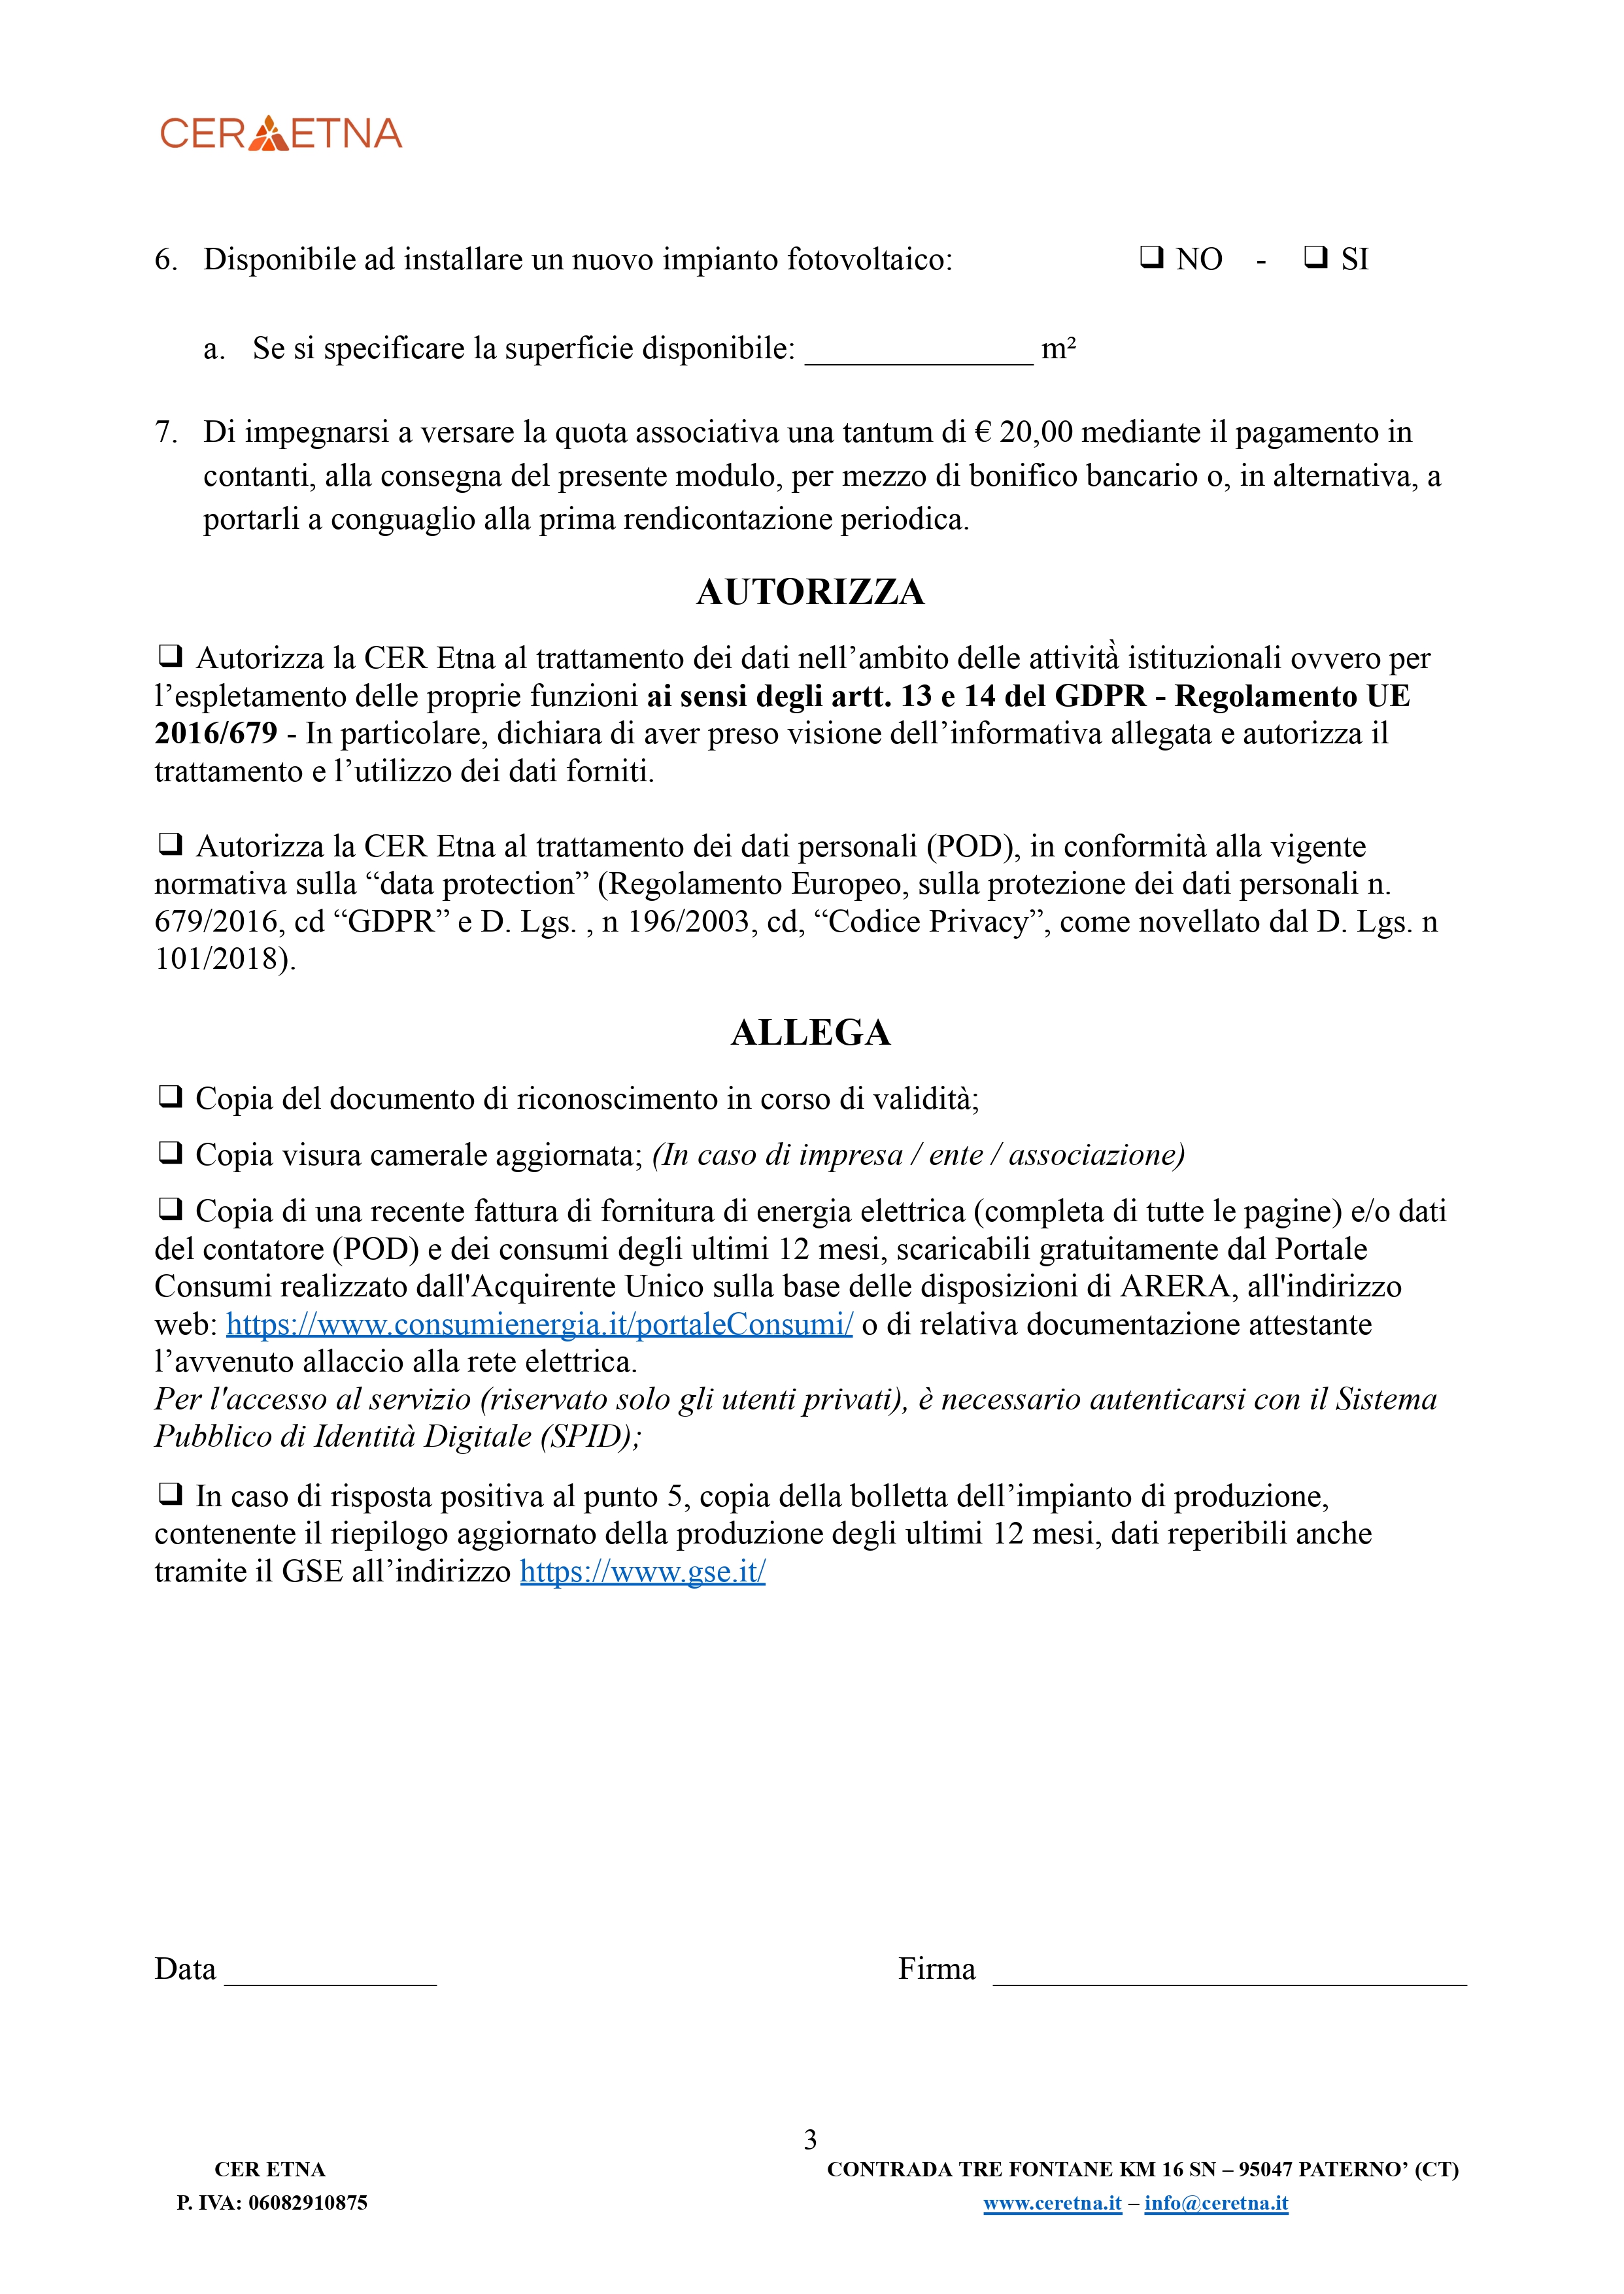 CER ETNA
6. Disponibile ad installare un nuovo impianto fotovoltaico: ❏ NO - ❏ SI
a. Se si specificare la superficie disponibile: ______________ m²
7. Di impegnarsi a versare la quota associativa una tantum di € 20,00 mediante il pagamento in
contanti, alla consegna del presente modulo, per mezzo di bonifico bancario o, in alternativa, a
portarli a conguaglio alla prima rendicontazione periodica.
AUTORIZZA
❏ Autorizza la CER Etna al trattamento dei dati nell’ambito delle attività̀ istituzionali ovvero per
l’espletamento delle proprie funzioni ai sensi degli artt. 13 e 14 del GDPR - Regolamento UE
2016/679 - In particolare, dichiara di aver preso visione dell’informativa allegata e autorizza il
trattamento e l’utilizzo dei dati forniti.
❏ Autorizza la CER Etna al trattamento dei dati personali (POD), in conformità alla vigente
normativa sulla “data protection” (Regolamento Europeo, sulla protezione dei dati personali n.
679/2016, cd “GDPR” e D. Lgs. , n 196/2003, cd, “Codice Privacy”, come novellato dal D. Lgs. n
101/2018).
ALLEGA
❏ Copia del documento di riconoscimento in corso di validità;
❏ Copia visura camerale aggiornata; (In caso di impresa / ente / associazione)
❏ Copia di una recente fattura di fornitura di energia elettrica (completa di tutte le pagine) e/o dati
del contatore (POD) e dei consumi degli ultimi 12 mesi, scaricabili gratuitamente dal Portale
Consumi realizzato dall'Acquirente Unico sulla base delle disposizioni di ARERA, all'indirizzo
web: https://www.consumienergia.it/portaleConsumi/ o di relativa documentazione attestante
l’avvenuto allaccio alla rete elettrica.
Per l'accesso al servizio (riservato solo gli utenti privati), è necessario autenticarsi con il Sistema
Pubblico di Identità Digitale (SPID);
❏ In caso di risposta positiva al punto 5, copia della bolletta dell’impianto di produzione,
contenente il riepilogo aggiornato della produzione degli ultimi 12 mesi, dati reperibili anche
tramite il GSE all’indirizzo https://www.gse.it/
Data _____________ Firma _____________________________
3
CER ETNA CONTRADA TRE FONTANE KM 16 SN – 95047 PATERNO’ (CT)
P. IVA: 06082910875 www.ceretna.it – info@ceretna.it